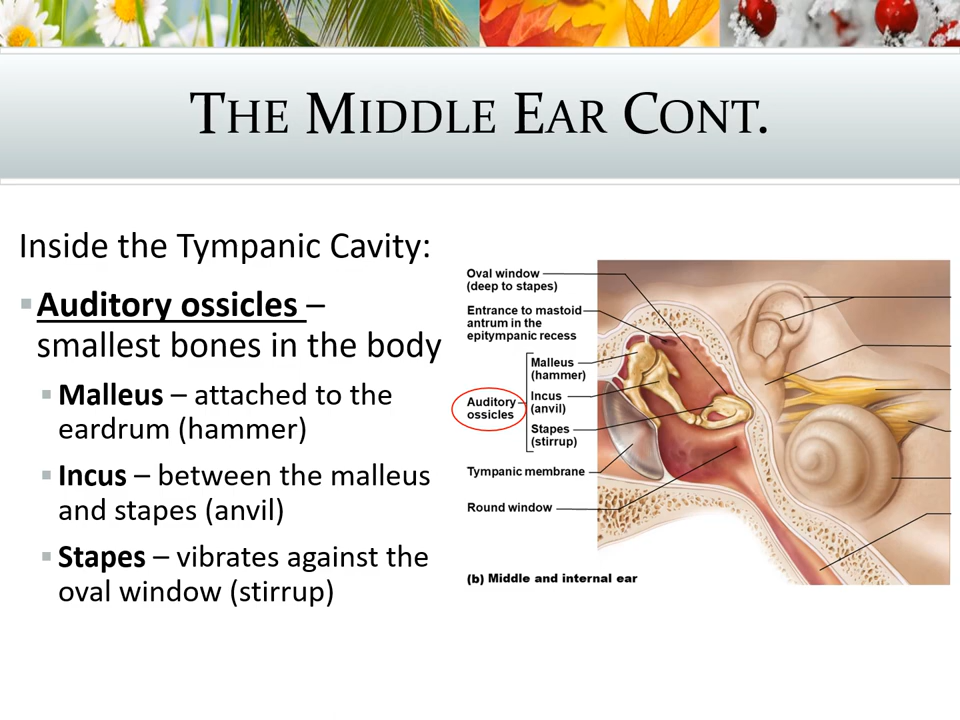 THE MIDDLE EAR CONT.
Inside the Tympanic Cavity:
Auditory ossicles –
smallest bones in the body
Malleus – attached to the
eardrum (hammer)
Incus – between the malleus
and stapes (anvil)
Stapes – vibrates against the
oval window (stirrup)
Oval window
(deep to stapes)
Entrance to mastoid
antrum in the
epitympanic recess
Malleus
(hammer)
Auditory
ossicles
Incus
(anvil)
Stapes
(stirrup)
Tympanic membrane
Round window
(b) Middle and internal ear